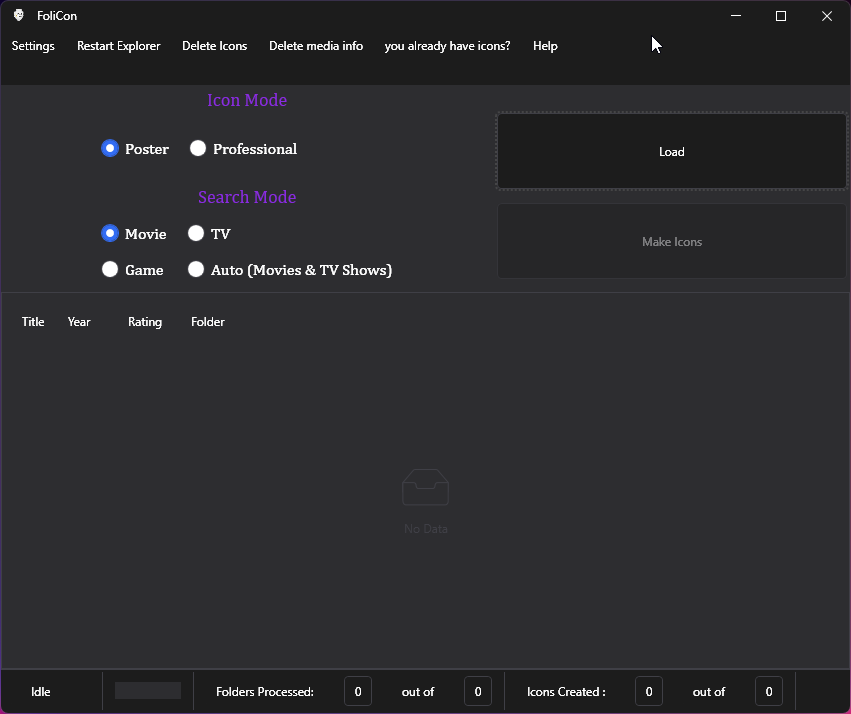 FoliCon
Settings Restart Explorer Delete Icons Delete media info you already have icons? Help
Icon Mode
Poster Professional
Load
Search Mode
Movie TV
Make Icons
Game Auto (Movies & TV Shows)
Title Year Rating Folder
No Data
Idle Folders Processed: 0 out of 0 Icons Created : 0 out of 0